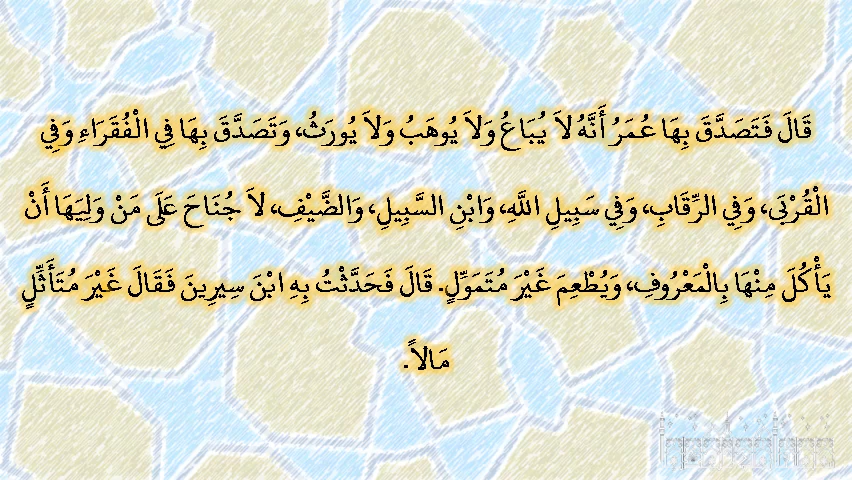 قَالَ فَتَصَدَّقَ بِهَا عُمَرُ أَنَّهُ لاَ يُبَاعُ وَلاَ يُوهَبُ وَلاَ يُورَثُ، وَتَصَدَّقَ بِهَا فِي الْفُقَرَاءِ وَفِي
الْقُرْبَى، وَفِي الرِّقَابِ، وَفِي سَبِيلِ اللَّهِ، وَابْنِ السَّبِيلِ، وَالضَّيْفِ، لاَ جُنَاحَ عَلَى مَنْ وَلِيَهَا أَنْ
يَأْكُلَ مِنْهَا بِالْمَعْرُوفِ، وَيُطْعِمَ غَيْرَ مُتَمَوِّلٍ. قَالَ فَحَدَّثْتُ بِهِ ابْنَ سِيرِينَ فَقَالَ غَيْرَ مُتَأَثِّلٍ
مَالاً.